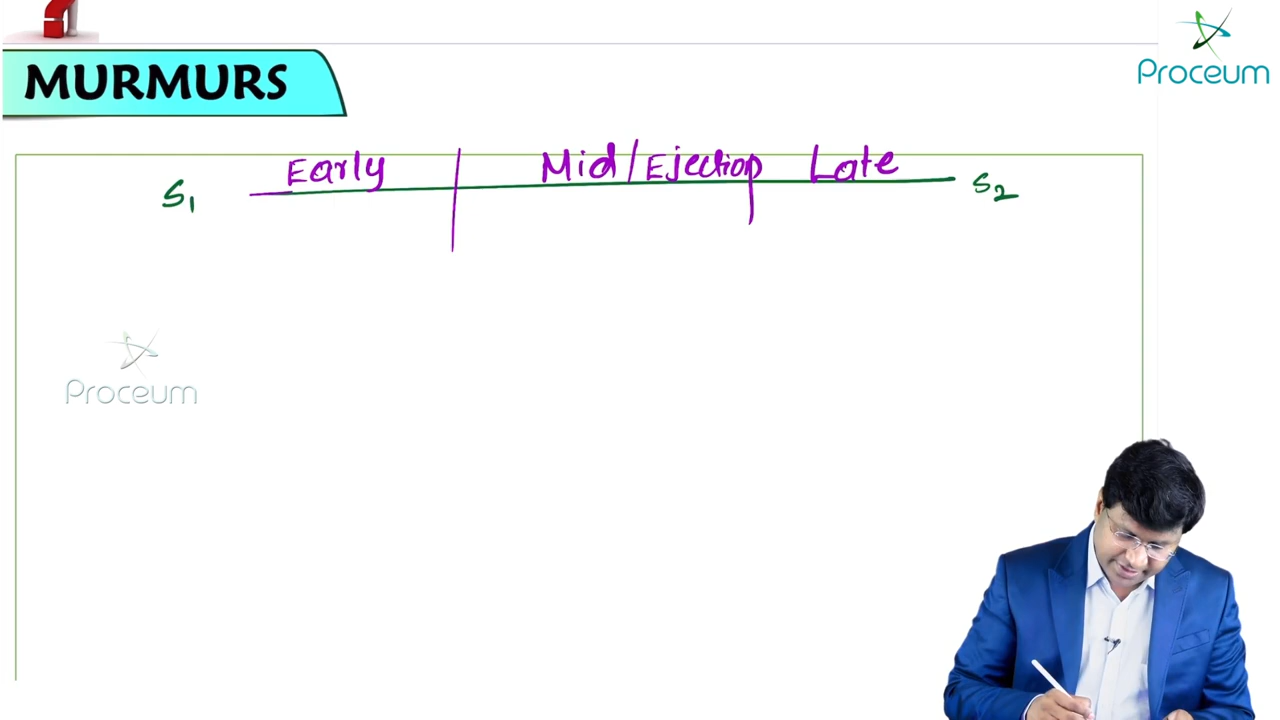 Proceum
MURMURS
Early Mid/Ejection Late
S1 S2
Proceum